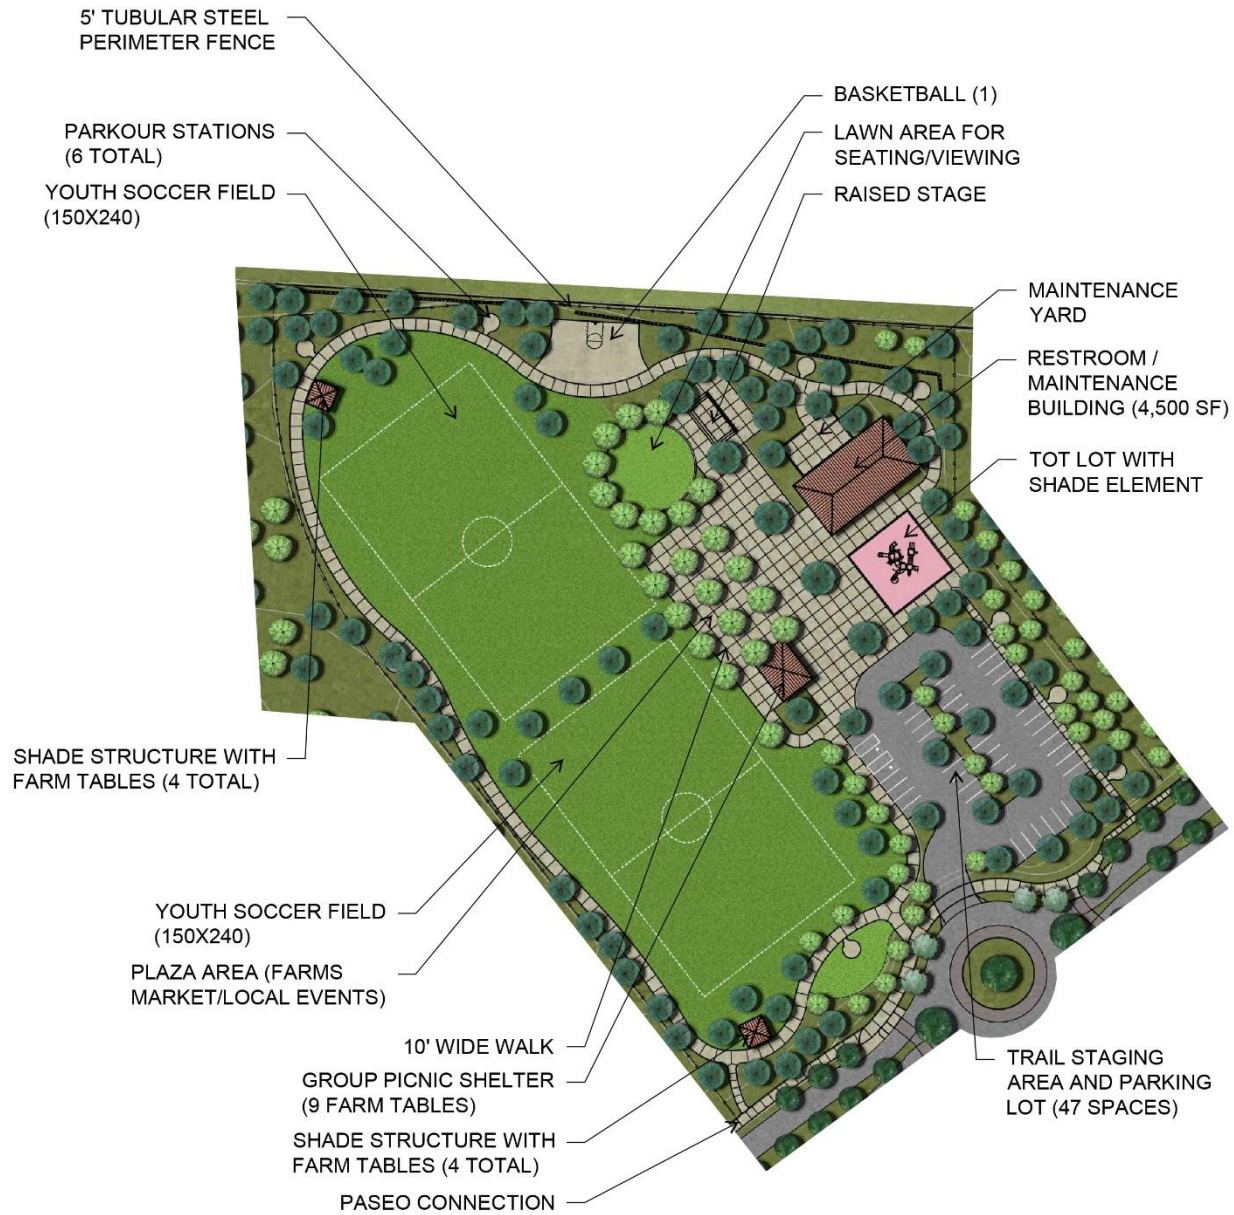 5' TUBULAR STEEL
PERIMETER FENCE
PARKOUR STATIONS
(6 TOTAL)
YOUTH SOCCER FIELD
(150X240)
BASKETBALL (1)
LAWN AREA FOR
SEATING/VIEWING
RAISED STAGE
MAINTENANCE
YARD
RESTROOM /
MAINTENANCE
BUILDING (4,500 SF)
TOT LOT WITH
SHADE ELEMENT
SHADE STRUCTURE WITH
FARM TABLES (4 TOTAL)
YOUTH SOCCER FIELD
(150X240)
PLAZA AREA (FARMS
MARKET/LOCAL EVENTS)
10' WIDE WALK
GROUP PICNIC SHELTER
(9 FARM TABLES)
SHADE STRUCTURE WITH
FARM TABLES (4 TOTAL)
PASEO CONNECTION
TRAIL STAGING
AREA AND PARKING
LOT (47 SPACES)